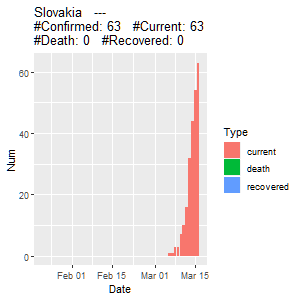 Slovakia   ---
#Confirmed: 63   #Current: 63
#Death: 0   #Recovered: 0
60
40
20
0
Num
Feb 01 Feb 15 Mar 01 Mar 15
Date
Type
current
death
recovered